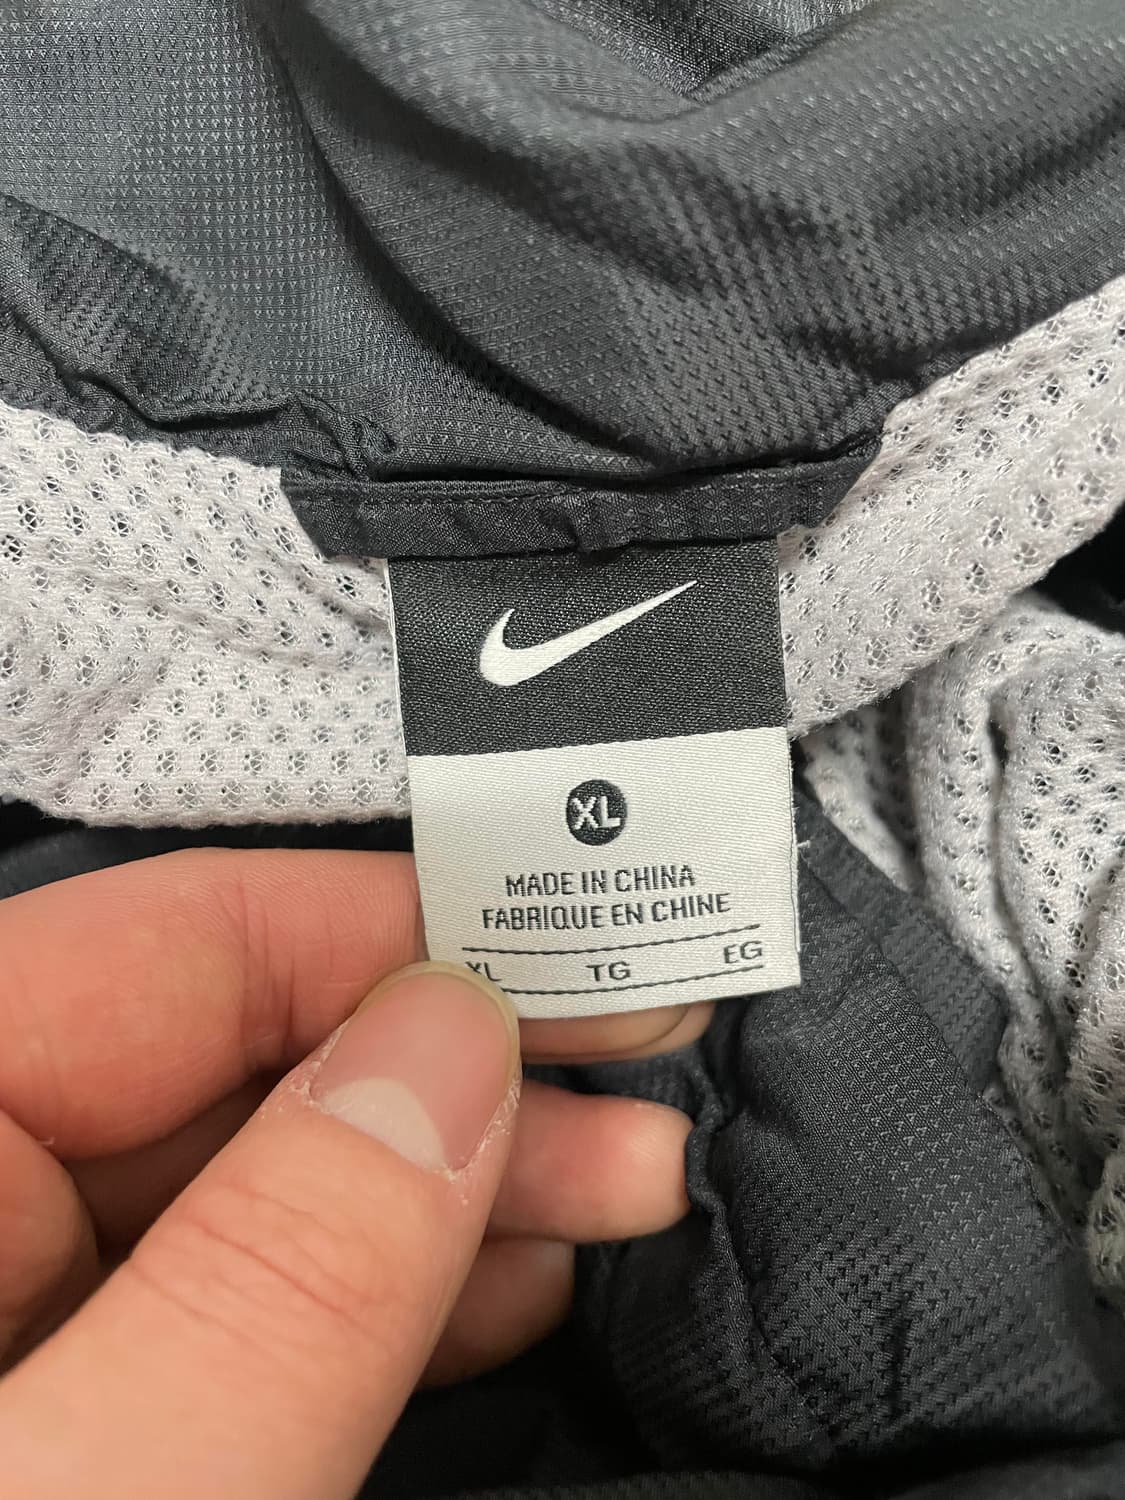 XL
MADE IN CHINA
FABRIQUE EN CHINE
XL TG EG